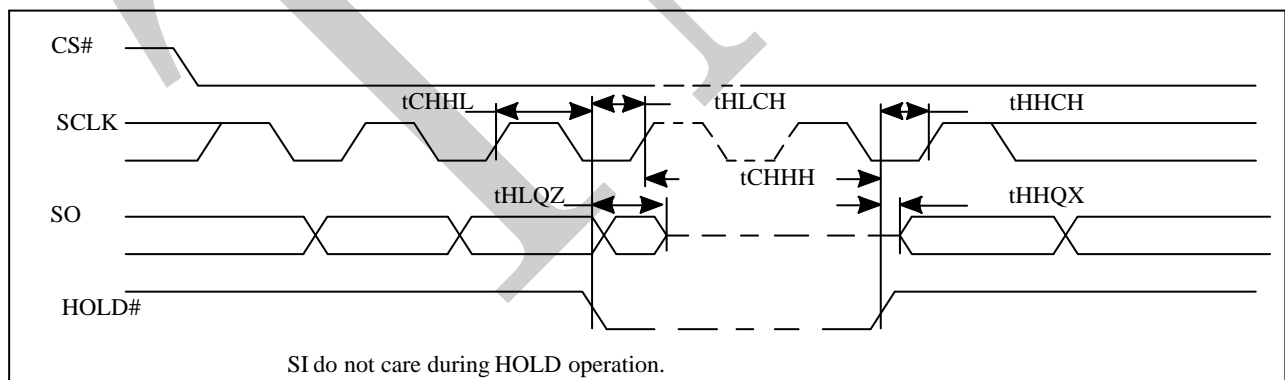 CS#
tCHHL
tHLCH
tHHCH
SCLK
tCHHH
tHLQZ
tHHQX
SO
HOLD#
SI do not care during HOLD operation.